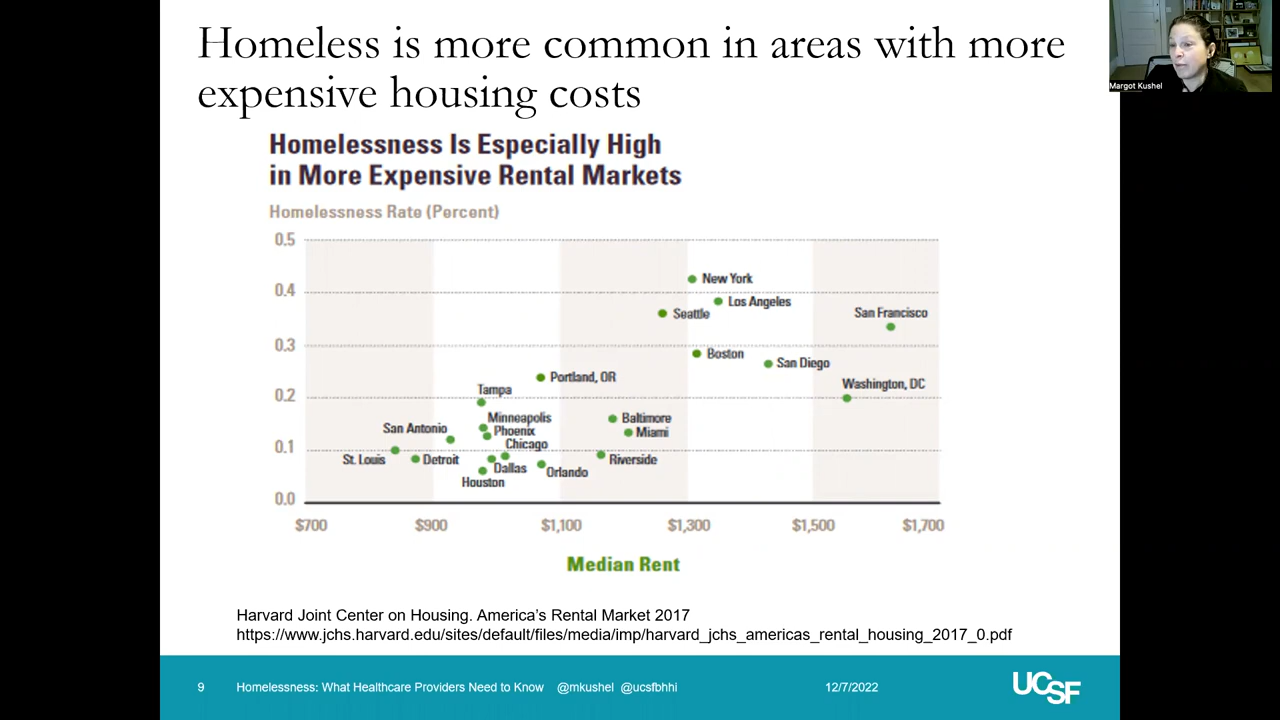 Homeless is more common in areas with more
expensive housing costs
Margot Kushel
Homelessness Is Especially High
in More Expensive Rental Markets
Homelessness Rate (Percent)
0.5
0.4
0.3
0.2
0.1
0.0
New York
Los Angeles
Seattle
San Francisco
Boston
San Diego
Portland, OR
Washington, DC
Tampa
Minneapolis
Baltimore
San Antonio
Phoenix
Miami
Chicago
St. Louis
Detroit
Dallas
Riverside
Houston
Orlando
$700 $900 $1,100 $1,300 $1,500 $1,700
Median Rent
Harvard Joint Center on Housing. America's Rental Market 2017
https://www.jchs.harvard.edu/sites/default/files/media/imp/harvard_jchs_americas_rental_housing_2017_0.pdf
9 Homelessness: What Healthcare Providers Need to Know @mkushel @ucsfbhhi 12/7/2022
UCSF